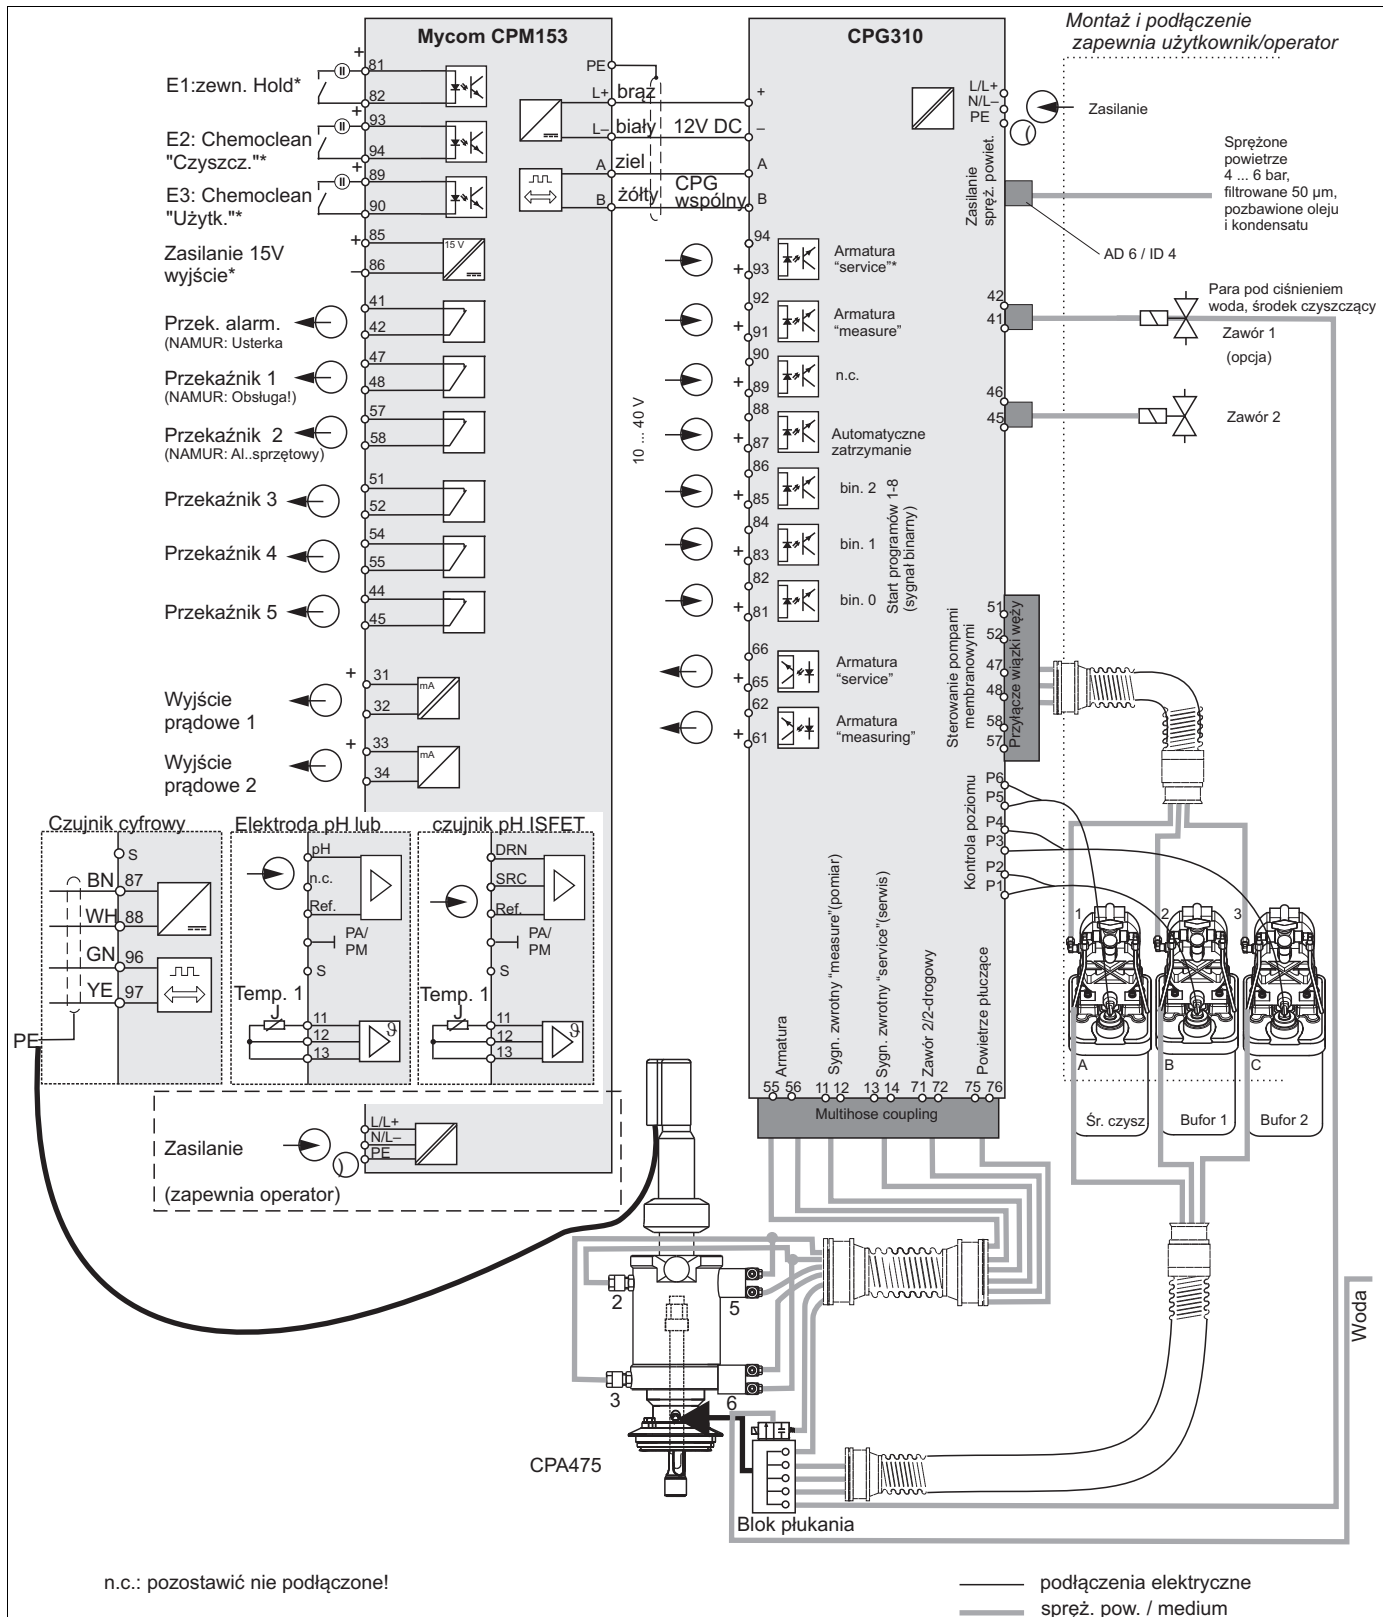 Mycom CPM153
CPG310
Montaż i podłączenie
zapewnia użytkownik/operator
E1:zewn. Hold*
+
81
82
E2: Chemoclean
"Czyszcz."*
+
93
94
E3: Chemoclean
"Użytk."*
+
89
90
Zasilanie 15V
wyjście*
+
85
–
86
15 V
Przek. alarm.
(NAMUR: Usterka
41
42
Przekaźnik 1
(NAMUR: Obsługa!)
47
48
Przekaźnik 2
(NAMUR: Al..sprzętowy)
57
58
Przekaźnik 3
51
52
Przekaźnik 4
54
55
Przekaźnik 5
44
45
Wyjście
prądowe 1
+
31
32
mA
Wyjście
prądowe 2
+
33
34
mA
PE
L+ brąz +
L– biały 12V DC –
A ziel A
B żółty CPG
wspólny B
10 ... 40 V
94
+ 93
Armatura
“service”*
92
+ 91
Armatura
“measure”
90
+ 89
n.c.
88
+ 87
Automatyczne
zatrzymanie
86
+ 85
bin. 2
84
+ 83
bin. 1
82
+ 81
bin. 0
Start programów 1-8
(sygnał binarny)
66
+ 65
Armatura
“service”
62
+ 61
Armatura
“measuring”
L/L+
N/L–
PE
Zasilanie
Zasilanie
spręż. powiet.
Sprężone
powietrze
4 ... 6 bar,
filtrowane 50 µm,
pozbawione oleju
i kondensatu
AD 6 / ID 4
42
41
Para pod ciśnieniem
woda, środek czyszczący
Zawór 1
(opcja)
46
45
Zawór 2
Sterowanie pompami
membranowymi
51
52
47
48
58
57
Przyłącze wiązki węży
Kontrola poziomu
P6
P5
P4
P3
P2
P1
1
2
3
A
B
C
Śr. czysz
Bufor 1
Bufor 2
Czujnik cyfrowy
S
BN 87
WH 88
GN 96
YE 97
PE
Elektroda pH lub
pH
n.c.
Ref.
PA/
PM
S
Temp. 1
11
12
13
ϑ
czujnik pH ISFET
DRN
SRC
Ref.
PA/
PM
S
Temp. 1
11
12
13
ϑ
Zasilanie
L/L+
N/L–
PE
(zapewnia operator)
Armatura
Sygn. zwrotny “measure”(pomiar)
Sygn. zwrotny “service”(serwis)
Zawór 2/2-drogowy
Powietrze płuczące
55 56 11 12 13 14 71 72 75 76
Multihose coupling
2
5
3
6
CPA475
Blok płukania
Woda
n.c.: pozostawić nie podłączone!
podłączenia elektryczne
spręż. pow. / medium